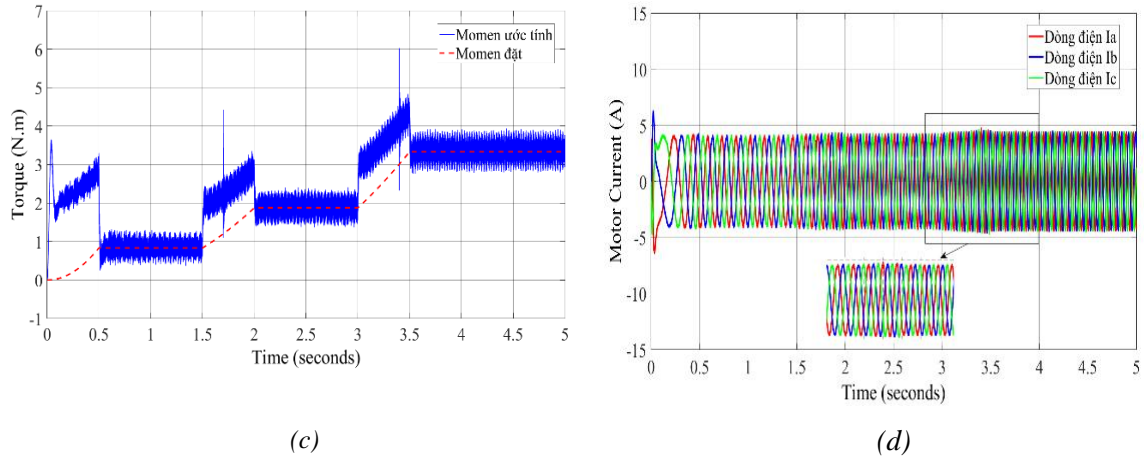 7
6
5
4
3
2
1
0
-1
Torque (N.m)
Momen ước tính
Momen đặt
0 0.5 1 1.5 2 2.5 3 3.5 4 4.5 5
Time (seconds)
(c)
15
10
5
0
-5
-10
-15
Motor Current (A)
Dòng điện Ia
Dòng điện Ib
Dòng điện Ic
0 0.5 1 1.5 2 2.5 3 3.5 4 4.5 5
Time (seconds)
(d)